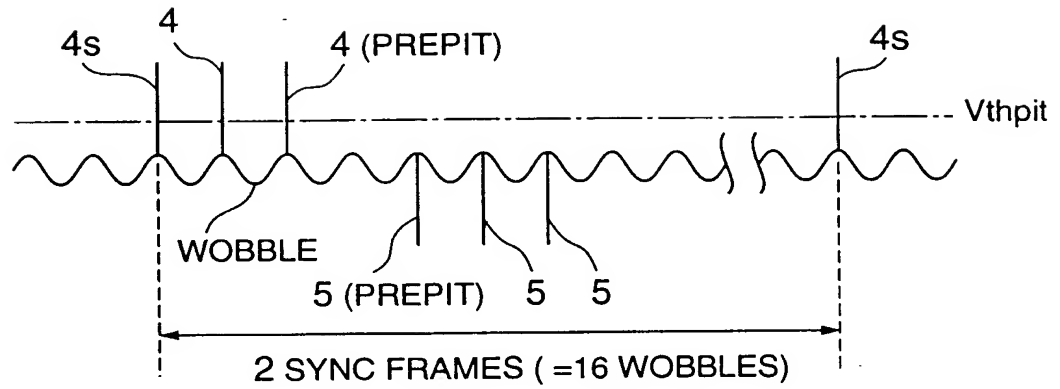 4s
4
4 (PREPIT)
4s
Vthpit
WOBBLE
5 (PREPIT)
5
5
2 SYNC FRAMES ( =16 WOBBLES)